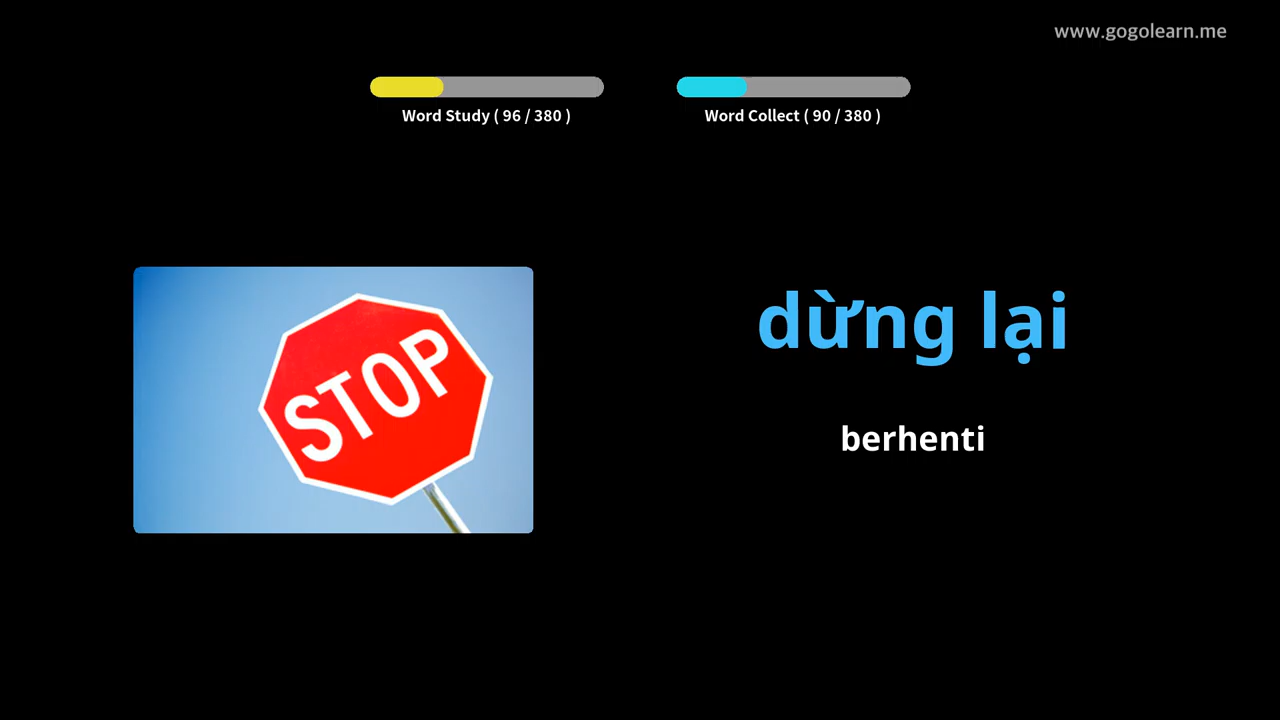 www.gogolearn.me
Word Study ( 96 / 380 )
Word Collect ( 90 / 380 )
STOP
dừng lại
berhenti